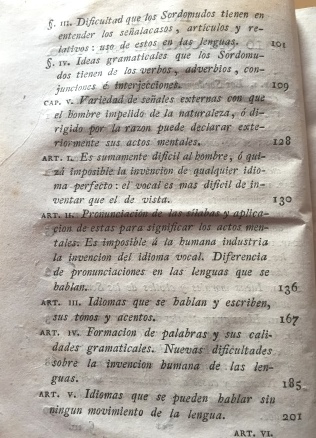 §. III. Dificultad que los Sordomudos tienen en
entender los señalacasos, artículos y re-
lativos: uso de estos en las lenguas. 101
§. IV. Ideas gramaticales que los Sordomu-
dos tienen de los verbos, adverbios, con-
junciones é interjecciones. 109
CAP. V. Variedad de señales externas con que
el hombre impelido de la naturaleza, ó di-
rigido por la razon puede declarar exte-
riormente sus actos mentales. 128
ART. I. Es sumamente dificil al hombre, ó qui-
zá imposible la invencion de qualquier idio-
ma perfecto: el vocal es mas dificil de in-
ventar que el de vista. 130
ART. II. Pronunciacion de las sílabas y aplica-
cion de estas para significar los actos men-
tales. Es imposible á la humana industria
la invencion del idioma vocal. Diferencia
de pronunciaciones en las lenguas que se
hablan. 136
ART. III. Idiomas que se hablan y escriben,
sus tonos y acentos. 167
ART. IV. Formacion de palabras y sus cali-
dades gramaticales. Nuevas dificultades
sobre la invencion humana de las len-
guas. 185
ART. V. Idiomas que se pueden hablar sin
ningun movimiento de la lengua. 201
ART. VI.